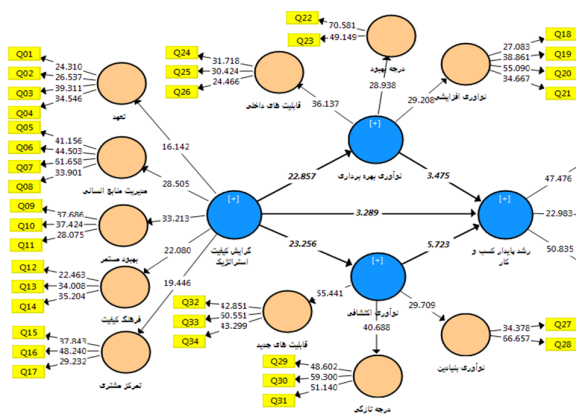 Q22
70.581
Q23
49.149
Q24
31.718
Q25
30.424
Q26
24.466
Q18
27.083
Q19
38.861
Q20
55.090
Q21
34.667
Q01
24.310
Q02
26.537
Q03
39.311
Q04
34.546
تعهد
قابلیت های داخلی
درجه بهبود
نوآوری افزایشی
36.137
28.938
29.208
[+]
نوآوری بهره برداری
Q05
41.156
Q06
44.503
Q07
61.658
Q08
33.901
مدیریت منابع انسانی
16.142
28.505
22.857
3.475
47.476
Q09
37.686
Q10
37.424
Q11
28.075
بهبود مستمر
33.213
[+]
گرایش کیفیت
استراتژیک
3.289
[+]
رشد پایدار کسب و
کار
22.983
50.835
22.080
23.256
5.723
Q12
22.463
Q13
34.008
Q14
35.204
فرهنگ کیفیت
19.446
[+]
نوآوری اکتشافی
55.441
40.688
29.709
Q32
42.851
Q33
50.551
Q34
43.299
قابلیت های جدید
Q15
37.843
Q16
48.240
Q17
29.232
تمرکز مشتری
Q27
34.378
Q28
66.657
نوآوری بنیادین
Q29
48.602
Q30
59.300
Q31
51.140
درجه تازگی